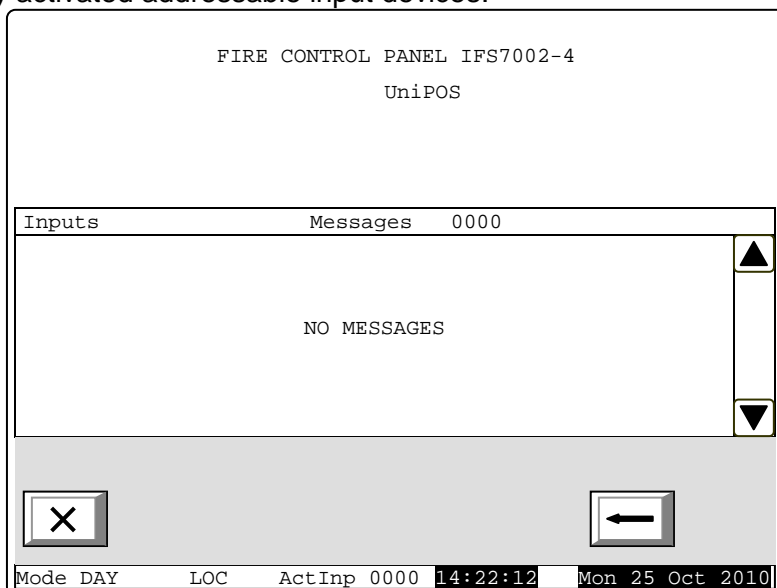 activated addressable input devices.
FIRE CONTROL PANEL IFS7002-4
UniPOS
Inputs Messages 0000
NO MESSAGES
Mode DAY LOC ActInp 0000 14:22:12 Mon 25 Oct 2010